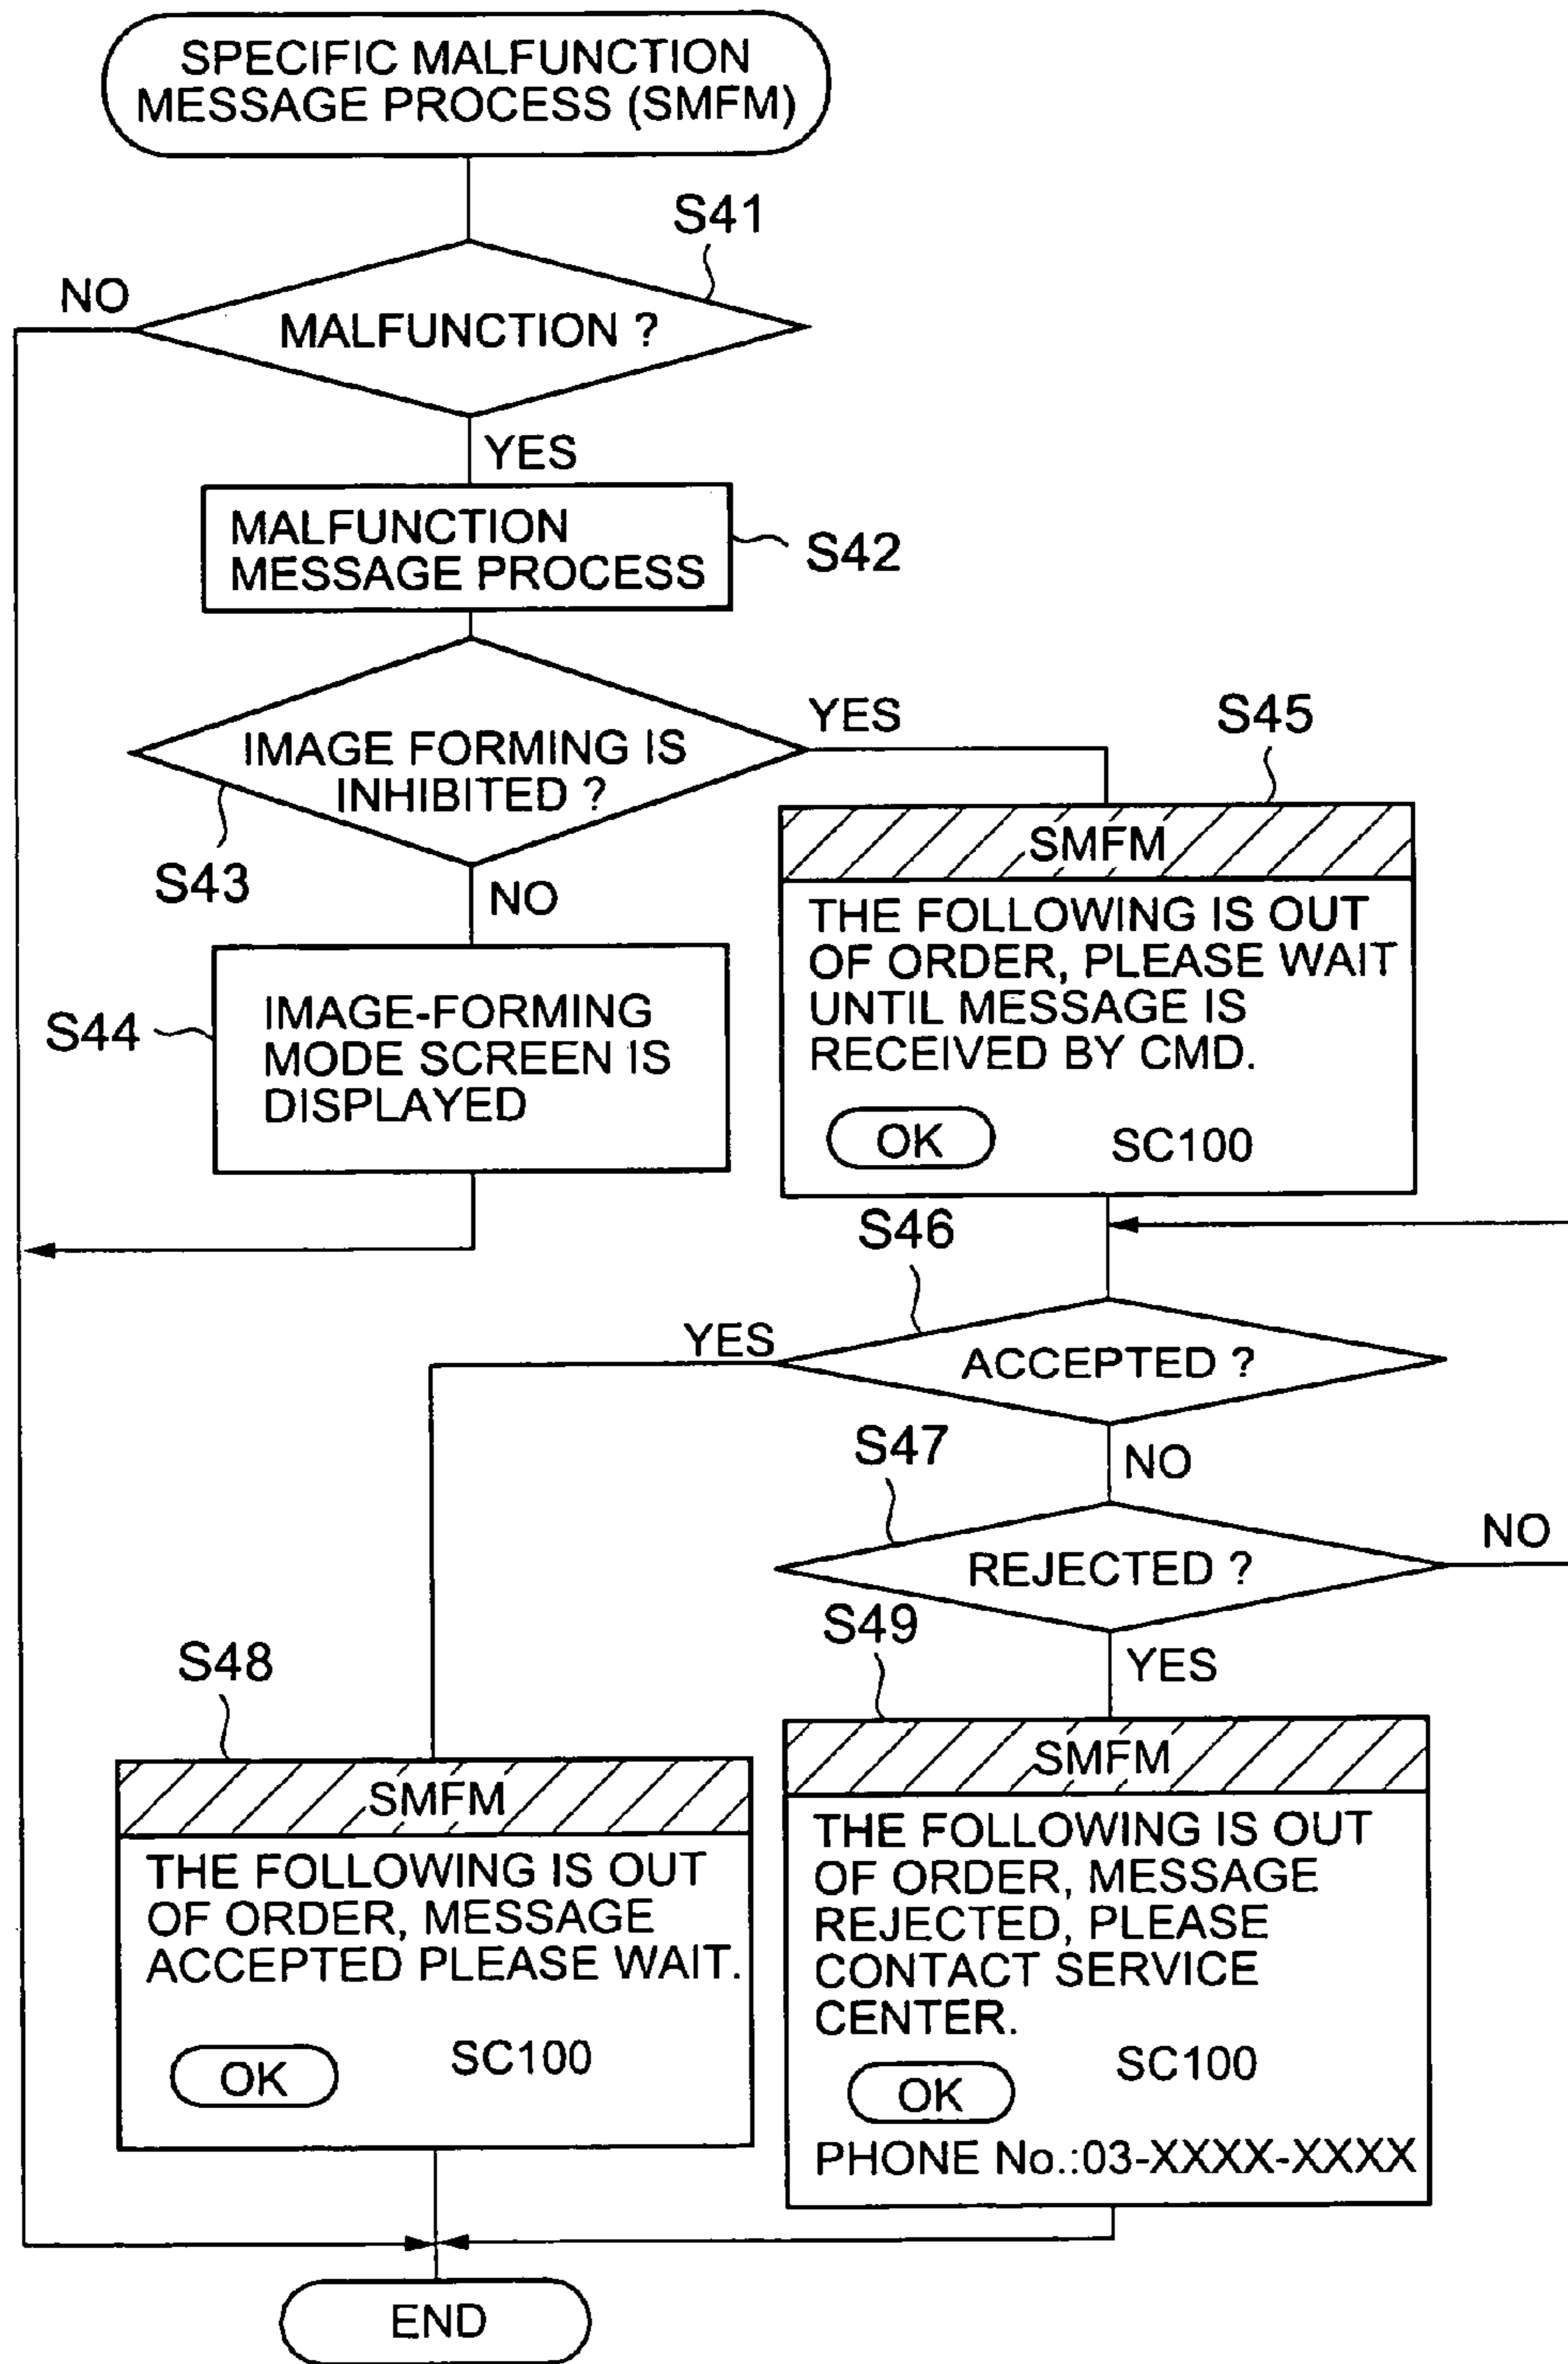 SPECIFIC MALFUNCTION
MESSAGE PROCESS (SMFM)
S41
NO
MALFUNCTION ?
YES
MALFUNCTION
MESSAGE PROCESS
S42
IMAGE FORMING IS
INHIBITED ?
YES
S43
NO
S45
SMFM
THE FOLLOWING IS OUT
OF ORDER, PLEASE WAIT
UNTIL MESSAGE IS
RECEIVED BY CMD.
OK
SC100
S44
IMAGE-FORMING
MODE SCREEN IS
DISPLAYED
S46
YES
ACCEPTED ?
NO
S47
REJECTED ?
NO
YES
S48
SMFM
THE FOLLOWING IS OUT
OF ORDER, MESSAGE
ACCEPTED PLEASE WAIT.
OK
SC100
S49
SMFM
THE FOLLOWING IS OUT
OF ORDER, MESSAGE
REJECTED, PLEASE
CONTACT SERVICE
CENTER.
OK
SC100
PHONE No.:03-XXXX-XXXX
END